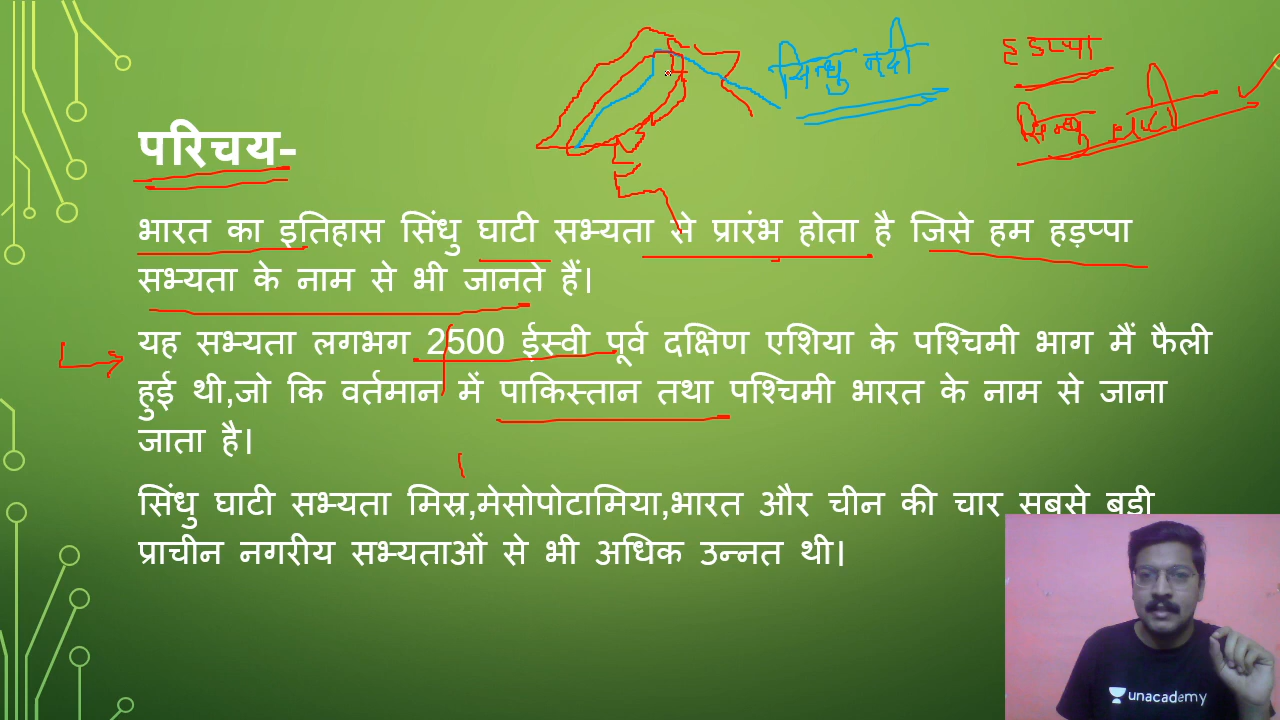 सिन्धु नदी
हडप्पा
सिन्धु घाटी
परिचय-
भारत का इतिहास सिंधु घाटी सभ्यता से प्रारंभ होता है जिसे हम हड़प्पा
सभ्यता के नाम से भी जानते हैं।
यह सभ्यता लगभग 2500 ईस्वी पूर्व दक्षिण एशिया के पश्चिमी भाग मैं फैली
हुई थी,जो कि वर्तमान में पाकिस्तान तथा पश्चिमी भारत के नाम से जाना
जाता है।
सिंधु घाटी सभ्यता मिस्र,मेसोपोटामिया,भारत और चीन की चार सबसे बड़ी
प्राचीन नगरीय सभ्यताओं से भी अधिक उन्नत थी।
unacademy